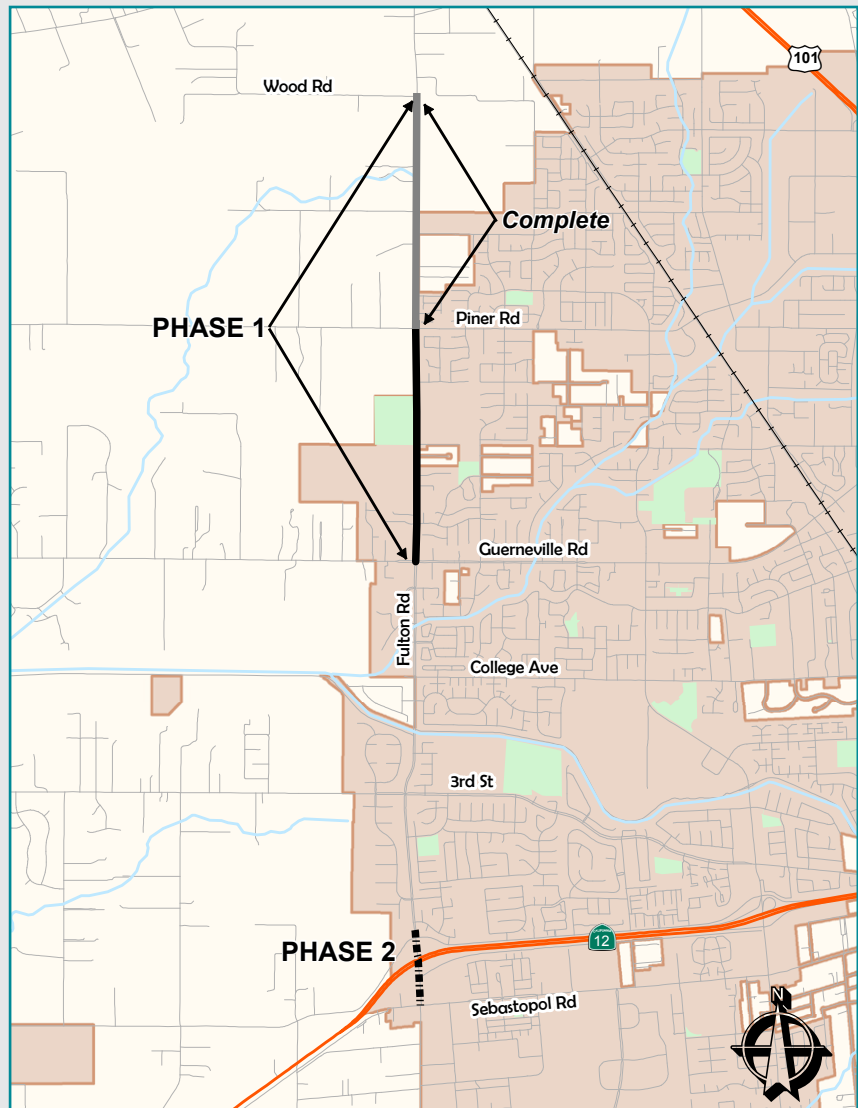 101
Wood Rd
Complete
Piner Rd
PHASE 1
Guerneville Rd
Fulton Rd
College Ave
3rd St
PHASE 2
CALIFORNIA
12
Sebastopol Rd
N